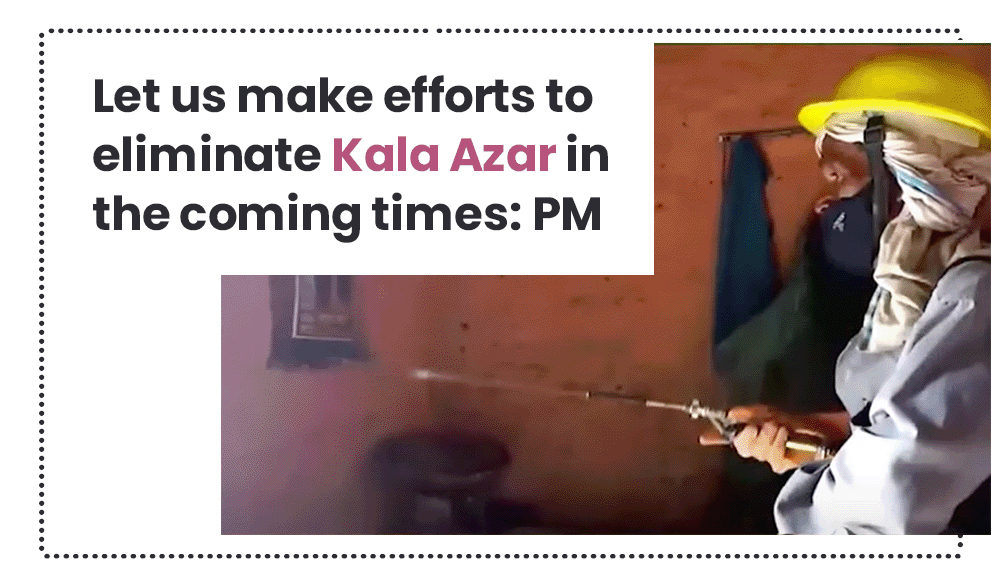 Let us make efforts to
eliminate Kala Azar in
the coming times: PM